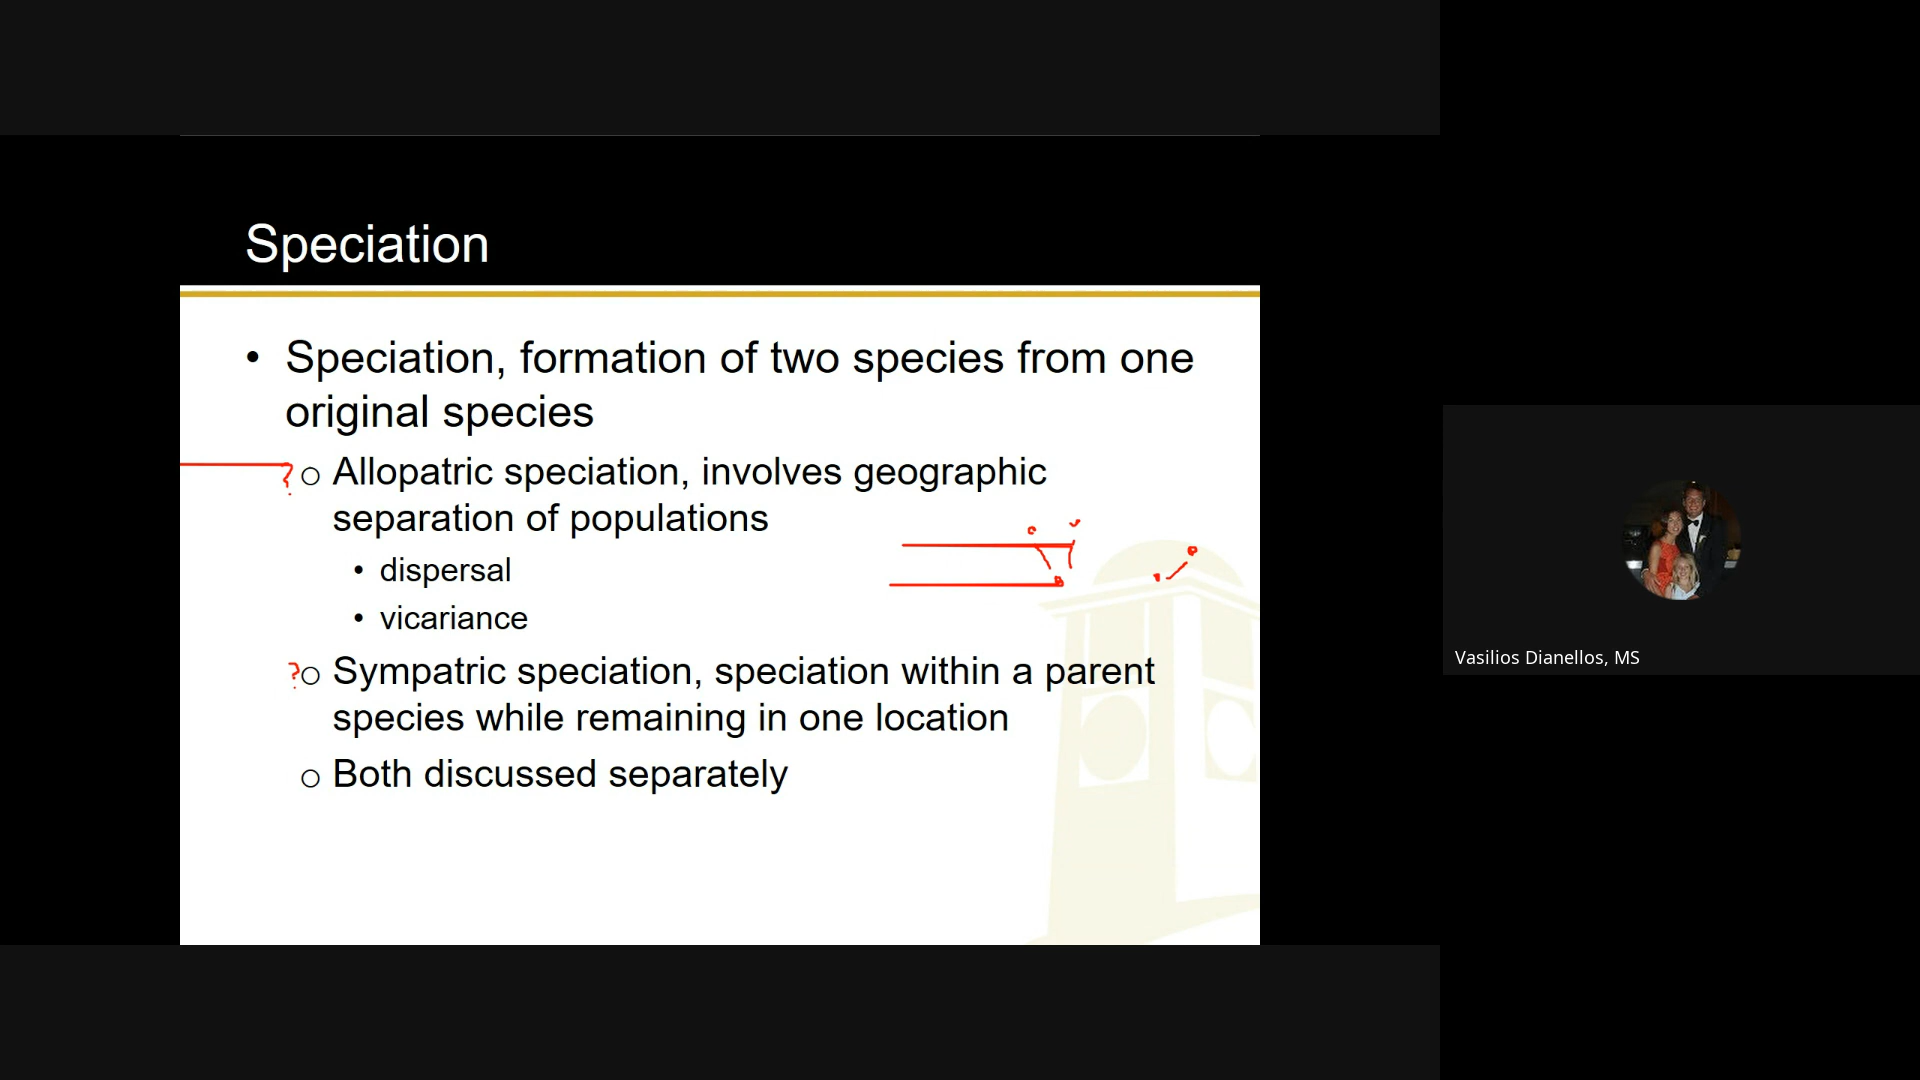 Speciation
• Speciation, formation of two species from one
original species
? o Allopatric speciation, involves geographic
separation of populations
• dispersal
• vicariance
? o Sympatric speciation, speciation within a parent
species while remaining in one location
o Both discussed separately
Vasilios Dianellos, MS